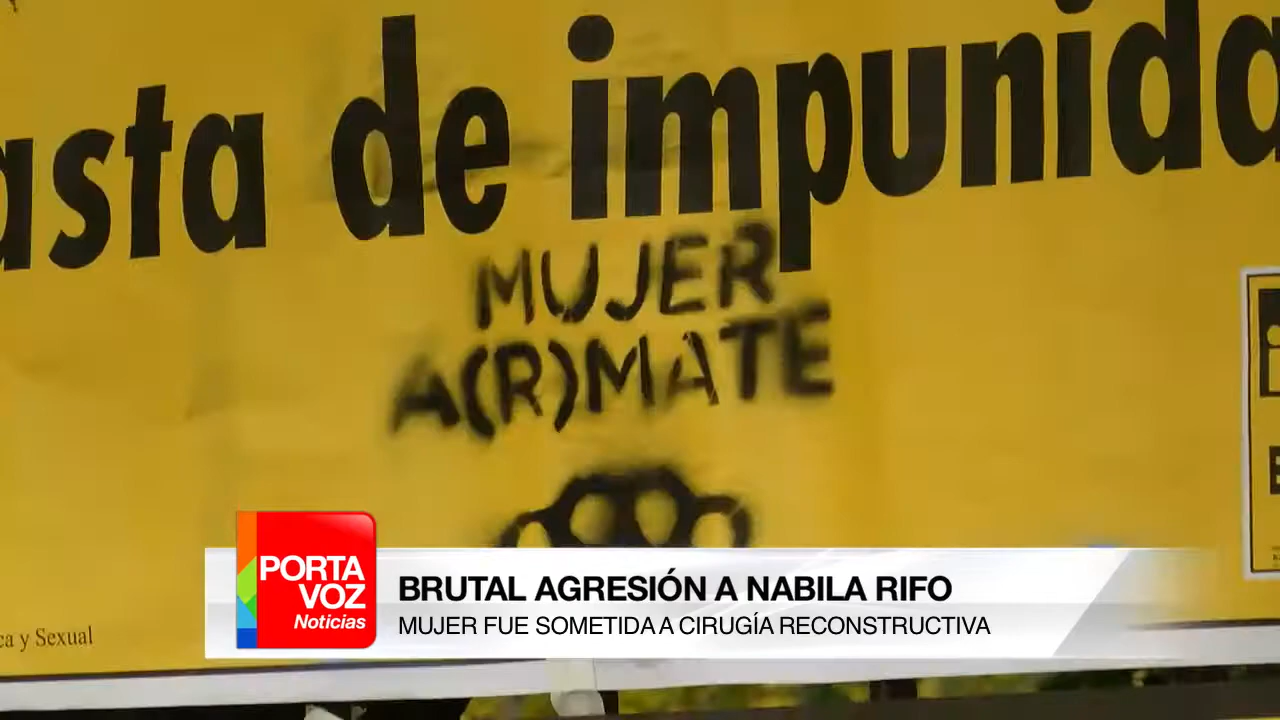 asta de impunida
MUJER
A(R)MATE
PORTA
VOZ
Noticias
BRUTAL AGRESIÓN A NABILA RIFO
MUJER FUE SOMETIDA A CIRUGÍA RECONSTRUCTIVA
ca y Sexual